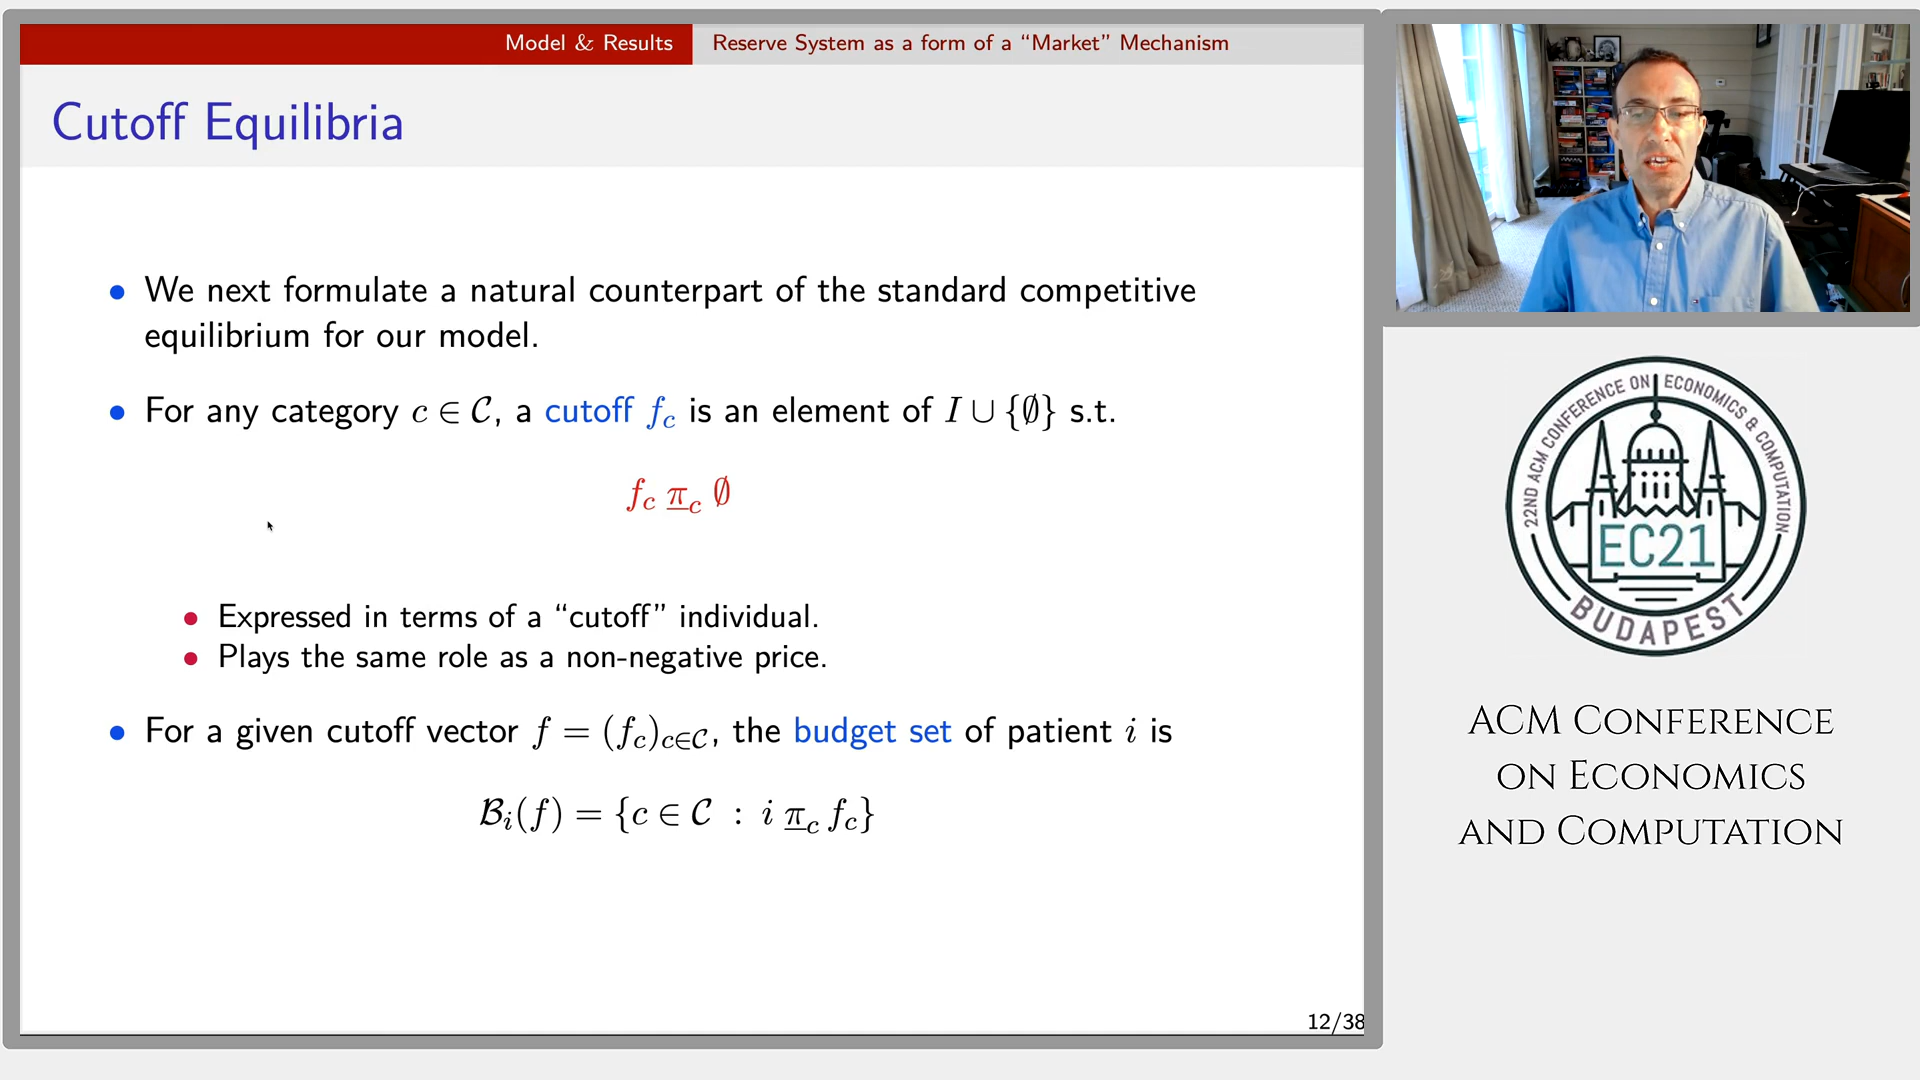 Model & Results
Reserve System as a form of a “Market” Mechanism
Cutoff Equilibria
• We next formulate a natural counterpart of the standard competitive
equilibrium for our model.
• For any category c ∈ 𝒞, a cutoff f_c is an element of I ∪ {∅} s.t.
f_c π̲_c ∅
• Expressed in terms of a “cutoff” individual.
• Plays the same role as a non-negative price.
• For a given cutoff vector f = (f_c)_{c∈𝒞}, the budget set of patient i is
ℬ_i(f) = {c ∈ 𝒞 : i π̲_c f_c}
12/38
22ND ACM CONFERENCE ON ECONOMICS & COMPUTATION
EC21
BUDAPEST
ACM CONFERENCE
ON ECONOMICS
AND COMPUTATION